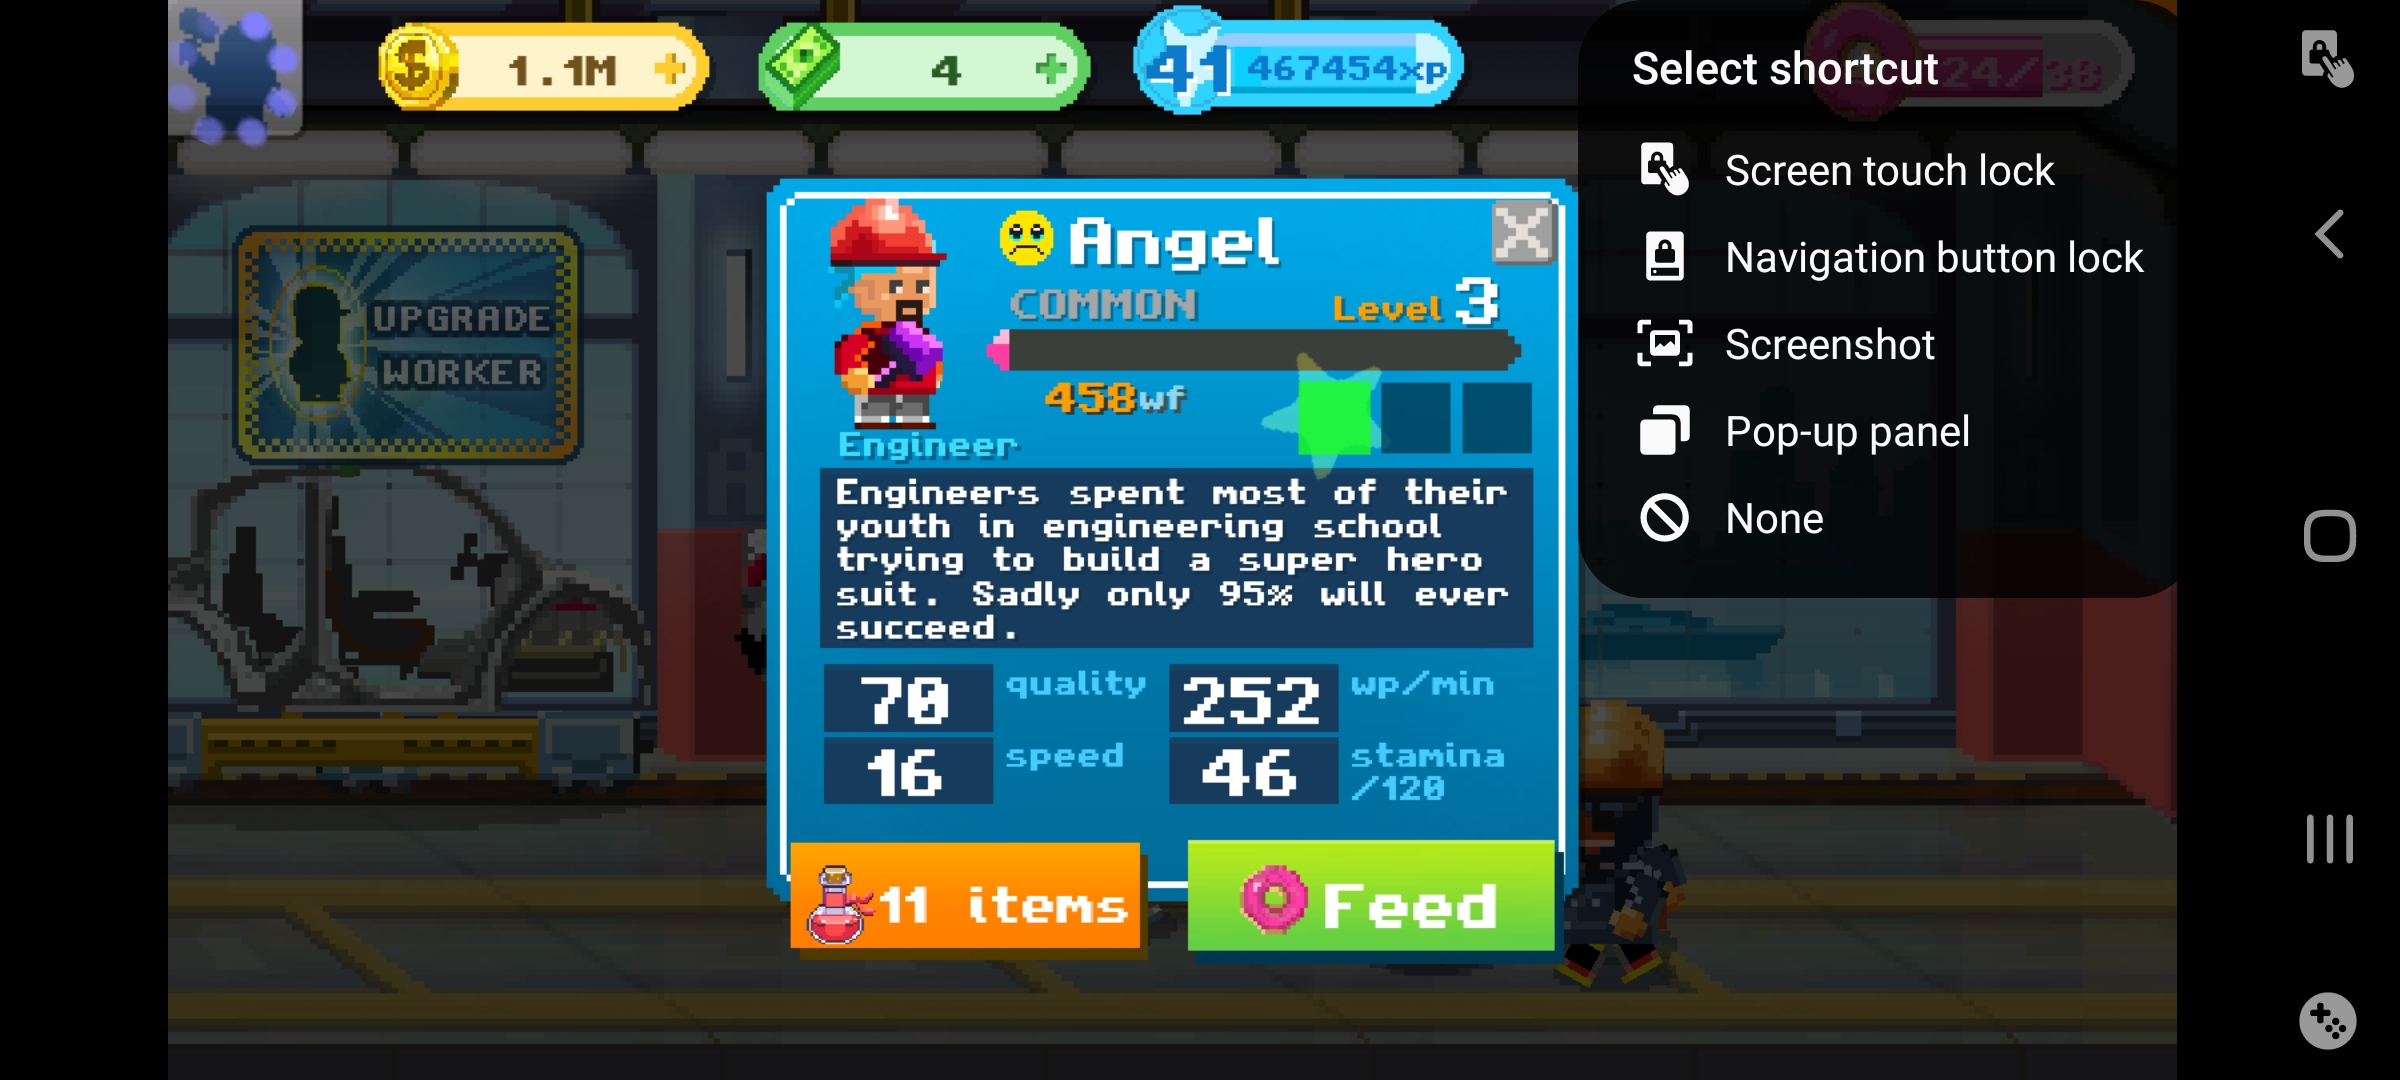 1.1M
4
41 467454xp
24/38
Select shortcut
Screen touch lock
Navigation button lock
Screenshot
Pop-up panel
None
UPGRADE
WORKER
Angel
COMMON
Level 3
458wf
Engineer
Engineers spent most of their
youth in engineering school
trying to build a super hero
suit. Sadly only 95% will ever
succeed.
70 quality
252 wp/min
16 speed
46 stamina
/120
11 items
Feed